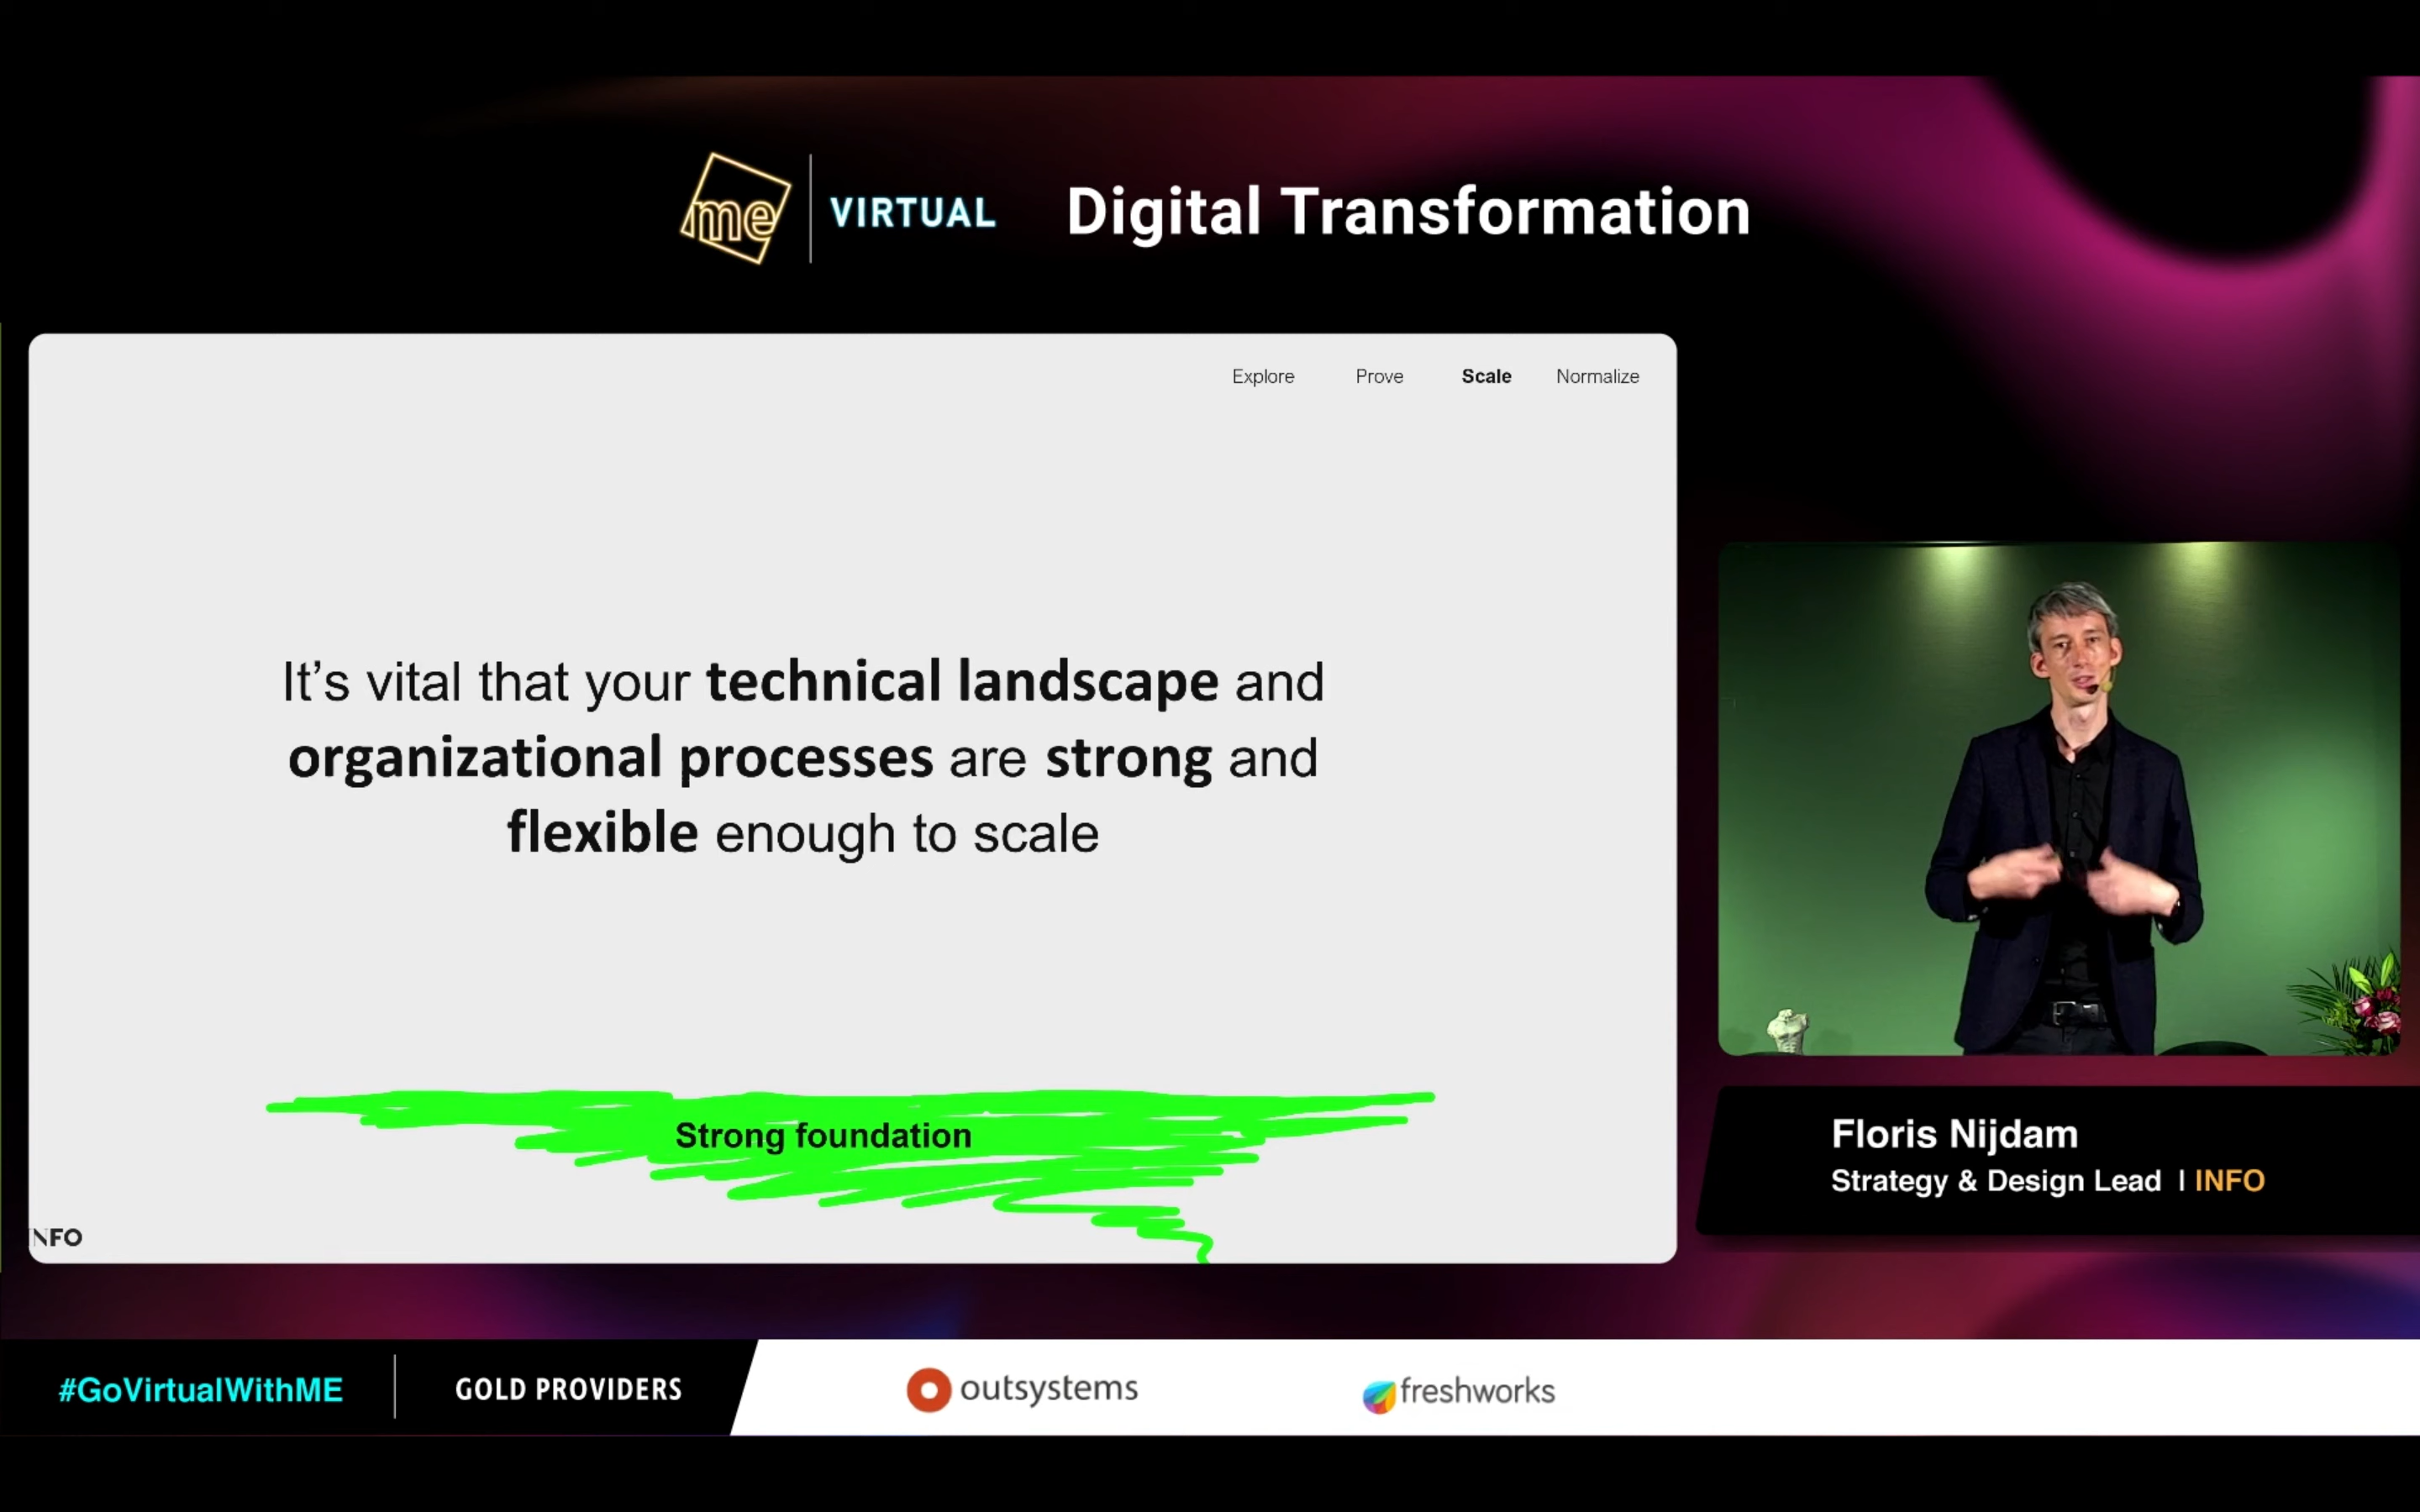 me
VIRTUAL
Digital Transformation
Explore Prove Scale Normalize
It's vital that your technical landscape and
organizational processes are strong and
flexible enough to scale
Strong foundation
INFO
Floris Nijdam
Strategy & Design Lead | INFO
#GoVirtualWithME
GOLD PROVIDERS
outsystems
freshworks